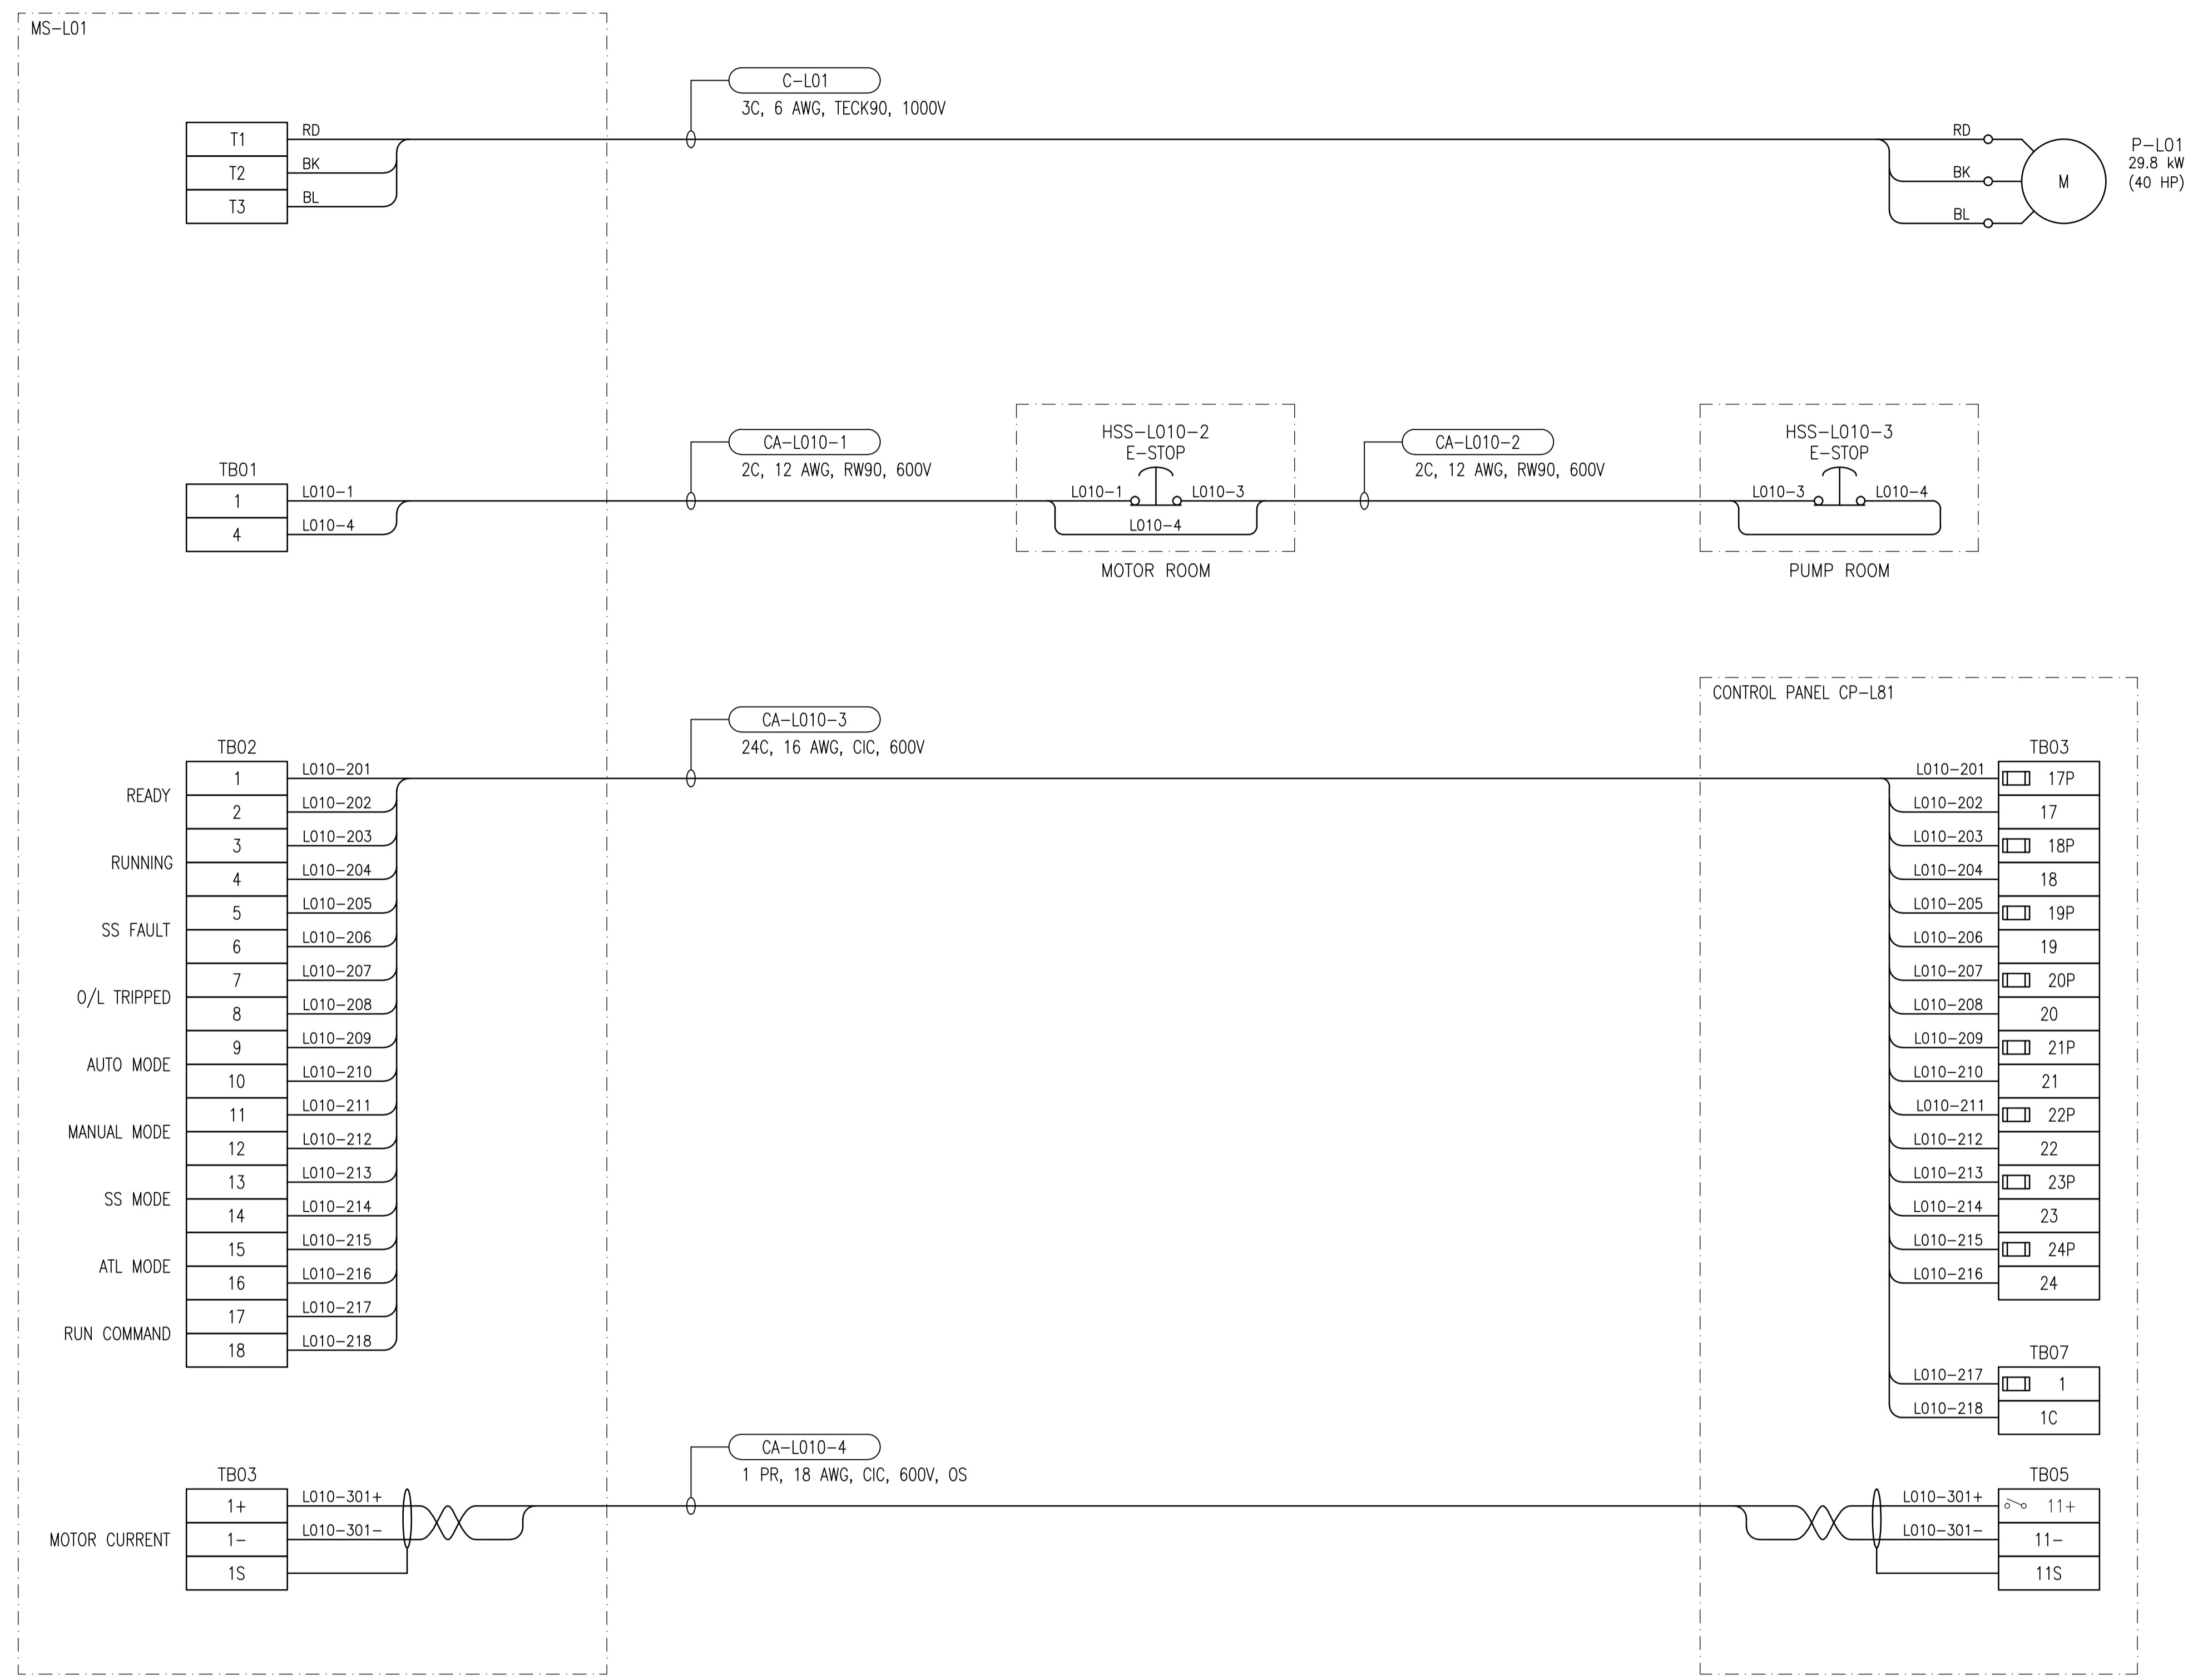 MS-L01
C-L01
3C, 6 AWG, TECK90, 1000V
T1 RD
T2 BK
T3 BL
RD
BK
BL
M
P-L01
29.8 kW
(40 HP)
CA-L010-1
2C, 12 AWG, RW90, 600V
HSS-L010-2
E-STOP
L010-1 L010-3
L010-4
MOTOR ROOM
CA-L010-2
2C, 12 AWG, RW90, 600V
HSS-L010-3
E-STOP
L010-3 L010-4
PUMP ROOM
TB01
1 L010-1
4 L010-4
CONTROL PANEL CP-L81
CA-L010-3
24C, 16 AWG, CIC, 600V
TB02
READY
1 L010-201
2 L010-202
RUNNING
3 L010-203
4 L010-204
SS FAULT
5 L010-205
6 L010-206
O/L TRIPPED
7 L010-207
8 L010-208
AUTO MODE
9 L010-209
10 L010-210
MANUAL MODE
11 L010-211
12 L010-212
SS MODE
13 L010-213
14 L010-214
ATL MODE
15 L010-215
16 L010-216
RUN COMMAND
17 L010-217
18 L010-218
TB03
L010-201 17P
L010-202 17
L010-203 18P
L010-204 18
L010-205 19P
L010-206 19
L010-207 20P
L010-208 20
L010-209 21P
L010-210 21
L010-211 22P
L010-212 22
L010-213 23P
L010-214 23
L010-215 24P
L010-216 24
TB07
L010-217 1
L010-218 1C
CA-L010-4
1 PR, 18 AWG, CIC, 600V, OS
TB03
MOTOR CURRENT
1+ L010-301+
1- L010-301-
1S
TB05
L010-301+ 11+
L010-301- 11-
11S